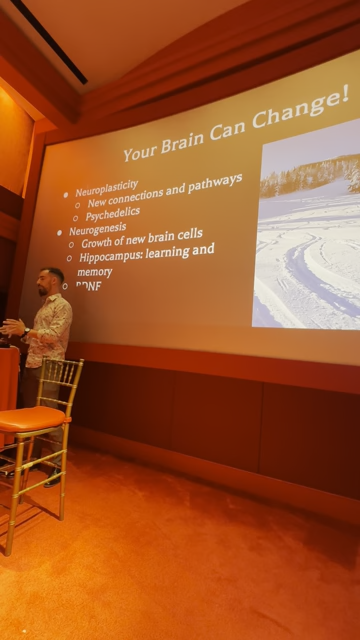 Your Brain Can Change!
Neuroplasticity
New connections and pathways
Psychedelics
Neurogenesis
Growth of new brain cells
Hippocampus: learning and
memory
BDNF